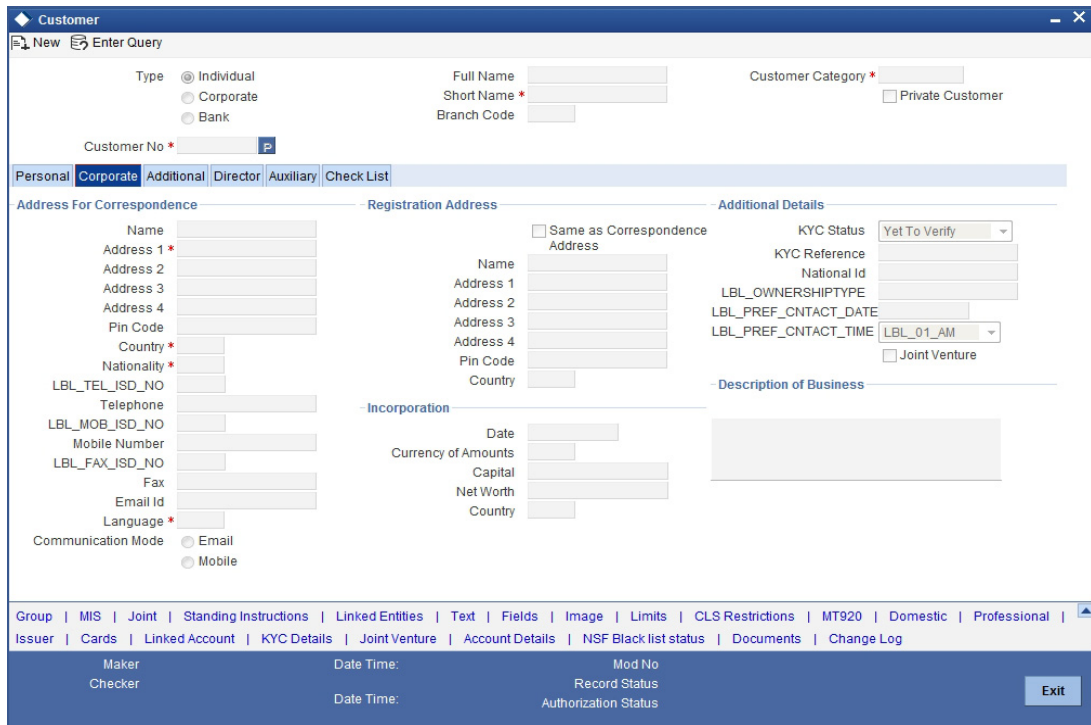 Customer
New Enter Query
Type Individual Full Name Customer Category *
Corporate Short Name * Private Customer
Bank Branch Code
Customer No * P
Personal Corporate Additional Director Auxiliary Check List
Address For Correspondence
Name
Address 1 *
Address 2
Address 3
Address 4
Pin Code
Country *
Nationality *
LBL_TEL_ISD_NO
Telephone
LBL_MOB_ISD_NO
Mobile Number
LBL_FAX_ISD_NO
Fax
Email Id
Language *
Communication Mode Email
Mobile
Registration Address
Same as Correspondence
Address
Name
Address 1
Address 2
Address 3
Address 4
Pin Code
Country
Incorporation
Date
Currency of Amounts
Capital
Net Worth
Country
Additional Details
KYC Status Yet To Verify
KYC Reference
National Id
LBL_OWNERSHIPTYPE
LBL_PREF_CNTACT_DATE
LBL_PREF_CNTACT_TIME LBL_01_AM
Joint Venture
Description of Business
Group | MIS | Joint | Standing Instructions | Linked Entities | Text | Fields | Image | Limits | CLS Restrictions | MT920 | Domestic | Professional |
Issuer | Cards | Linked Account | KYC Details | Joint Venture | Account Details | NSF Black list status | Documents | Change Log
Maker Date Time: Mod No
Checker Record Status
Date Time: Authorization Status
Exit